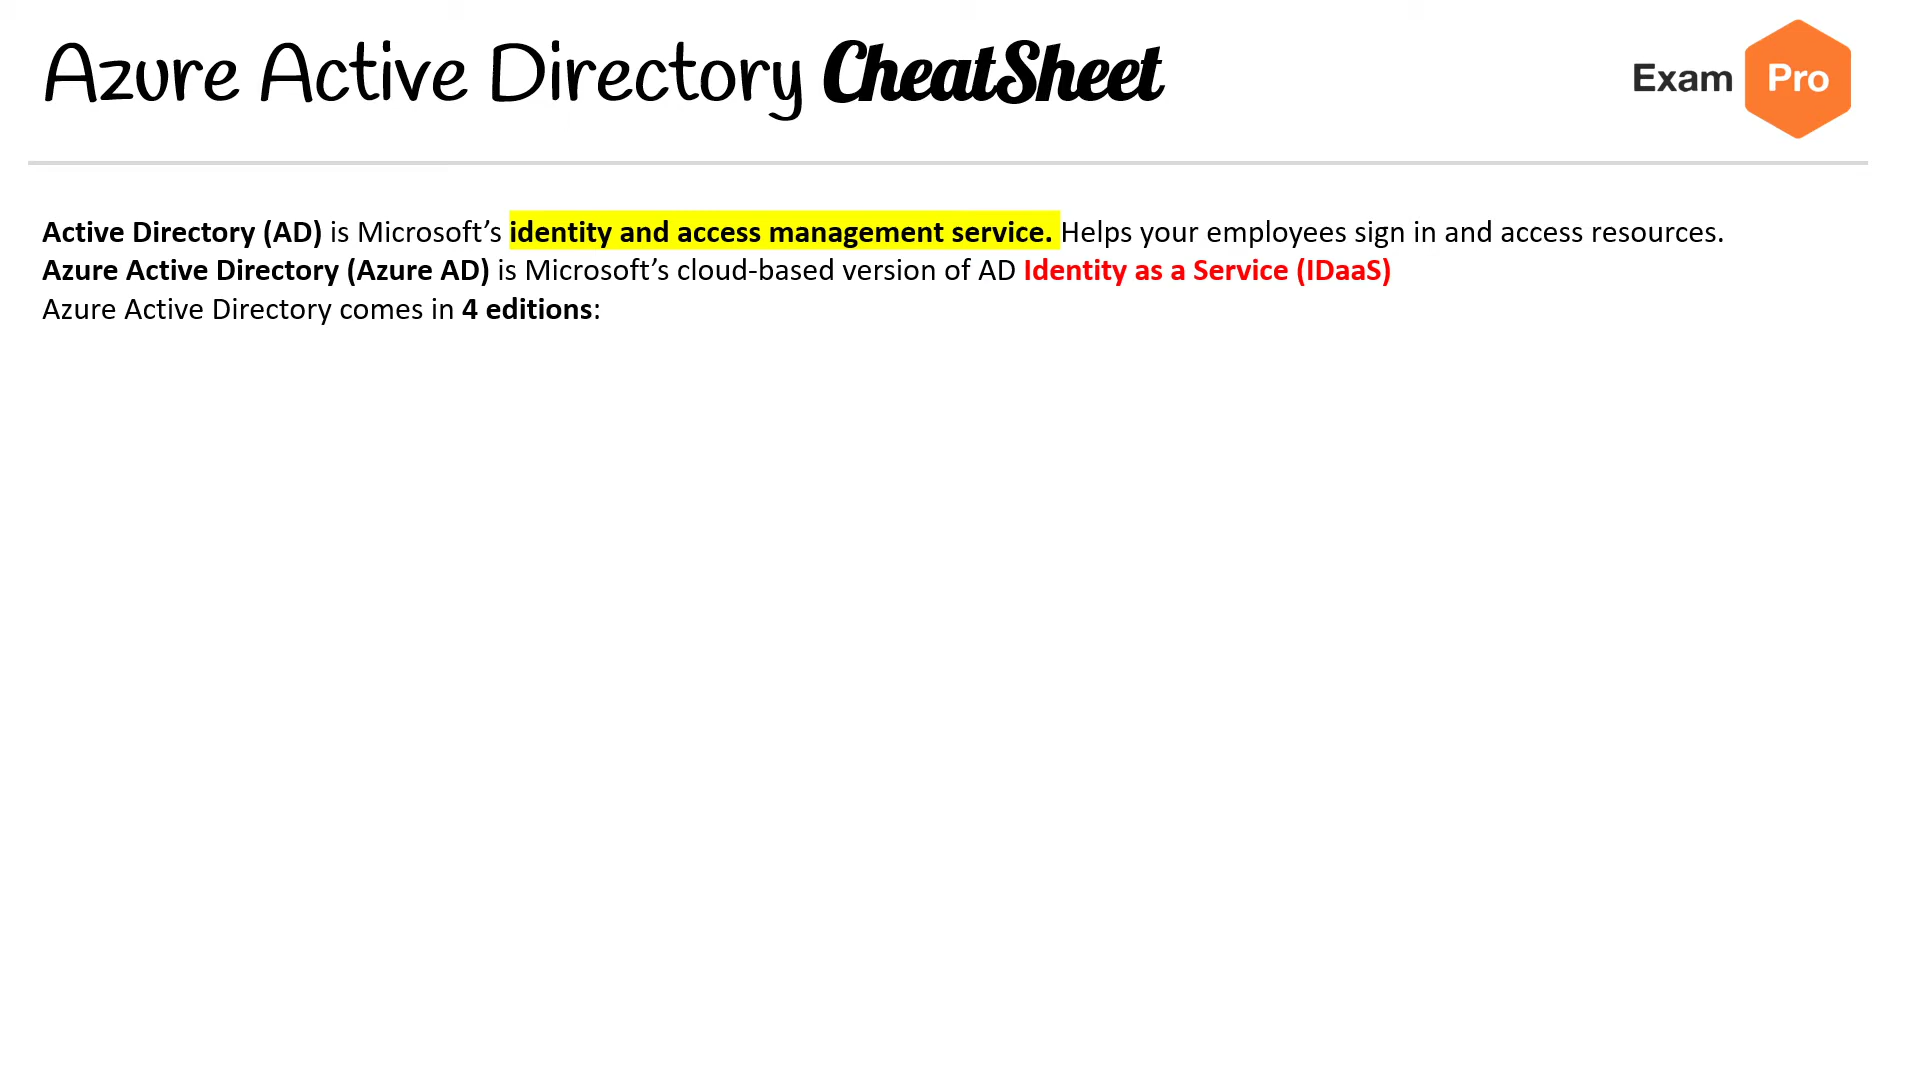 Azure Active Directory CheatSheet
Exam Pro
Active Directory (AD) is Microsoft’s identity and access management service. Helps your employees sign in and access resources.
Azure Active Directory (Azure AD) is Microsoft’s cloud-based version of AD Identity as a Service (IDaaS)
Azure Active Directory comes in 4 editions: